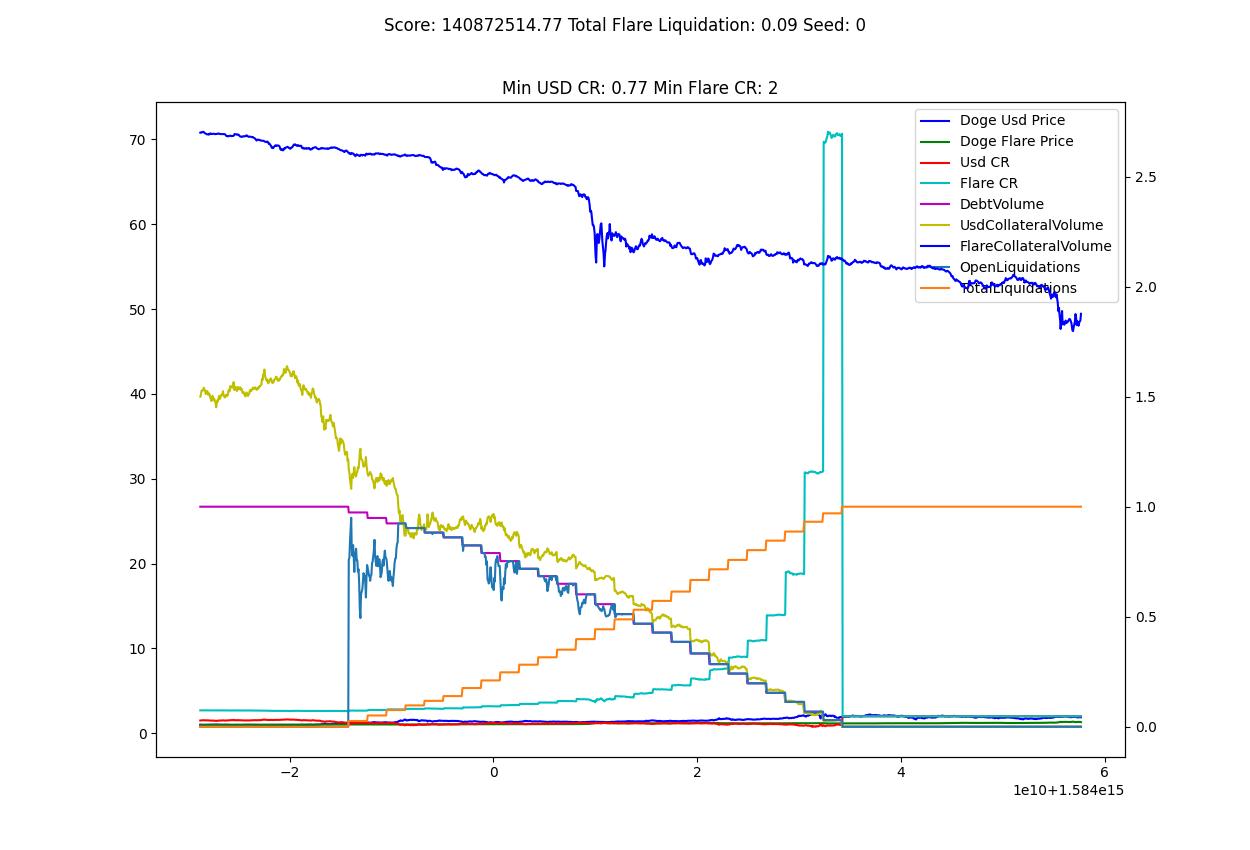 Score: 140872514.77 Total Flare Liquidation: 0.09 Seed: 0
Min USD CR: 0.77 Min Flare CR: 2
Doge Usd Price
Doge Flare Price
Usd CR
Flare CR
DebtVolume
UsdCollateralVolume
FlareCollateralVolume
OpenLiquidations
TotalLiquidations
70
60
50
40
30
20
10
0
2.5
2.0
1.5
1.0
0.5
0.0
−2 0 2 4 6
1e10+1.584e15